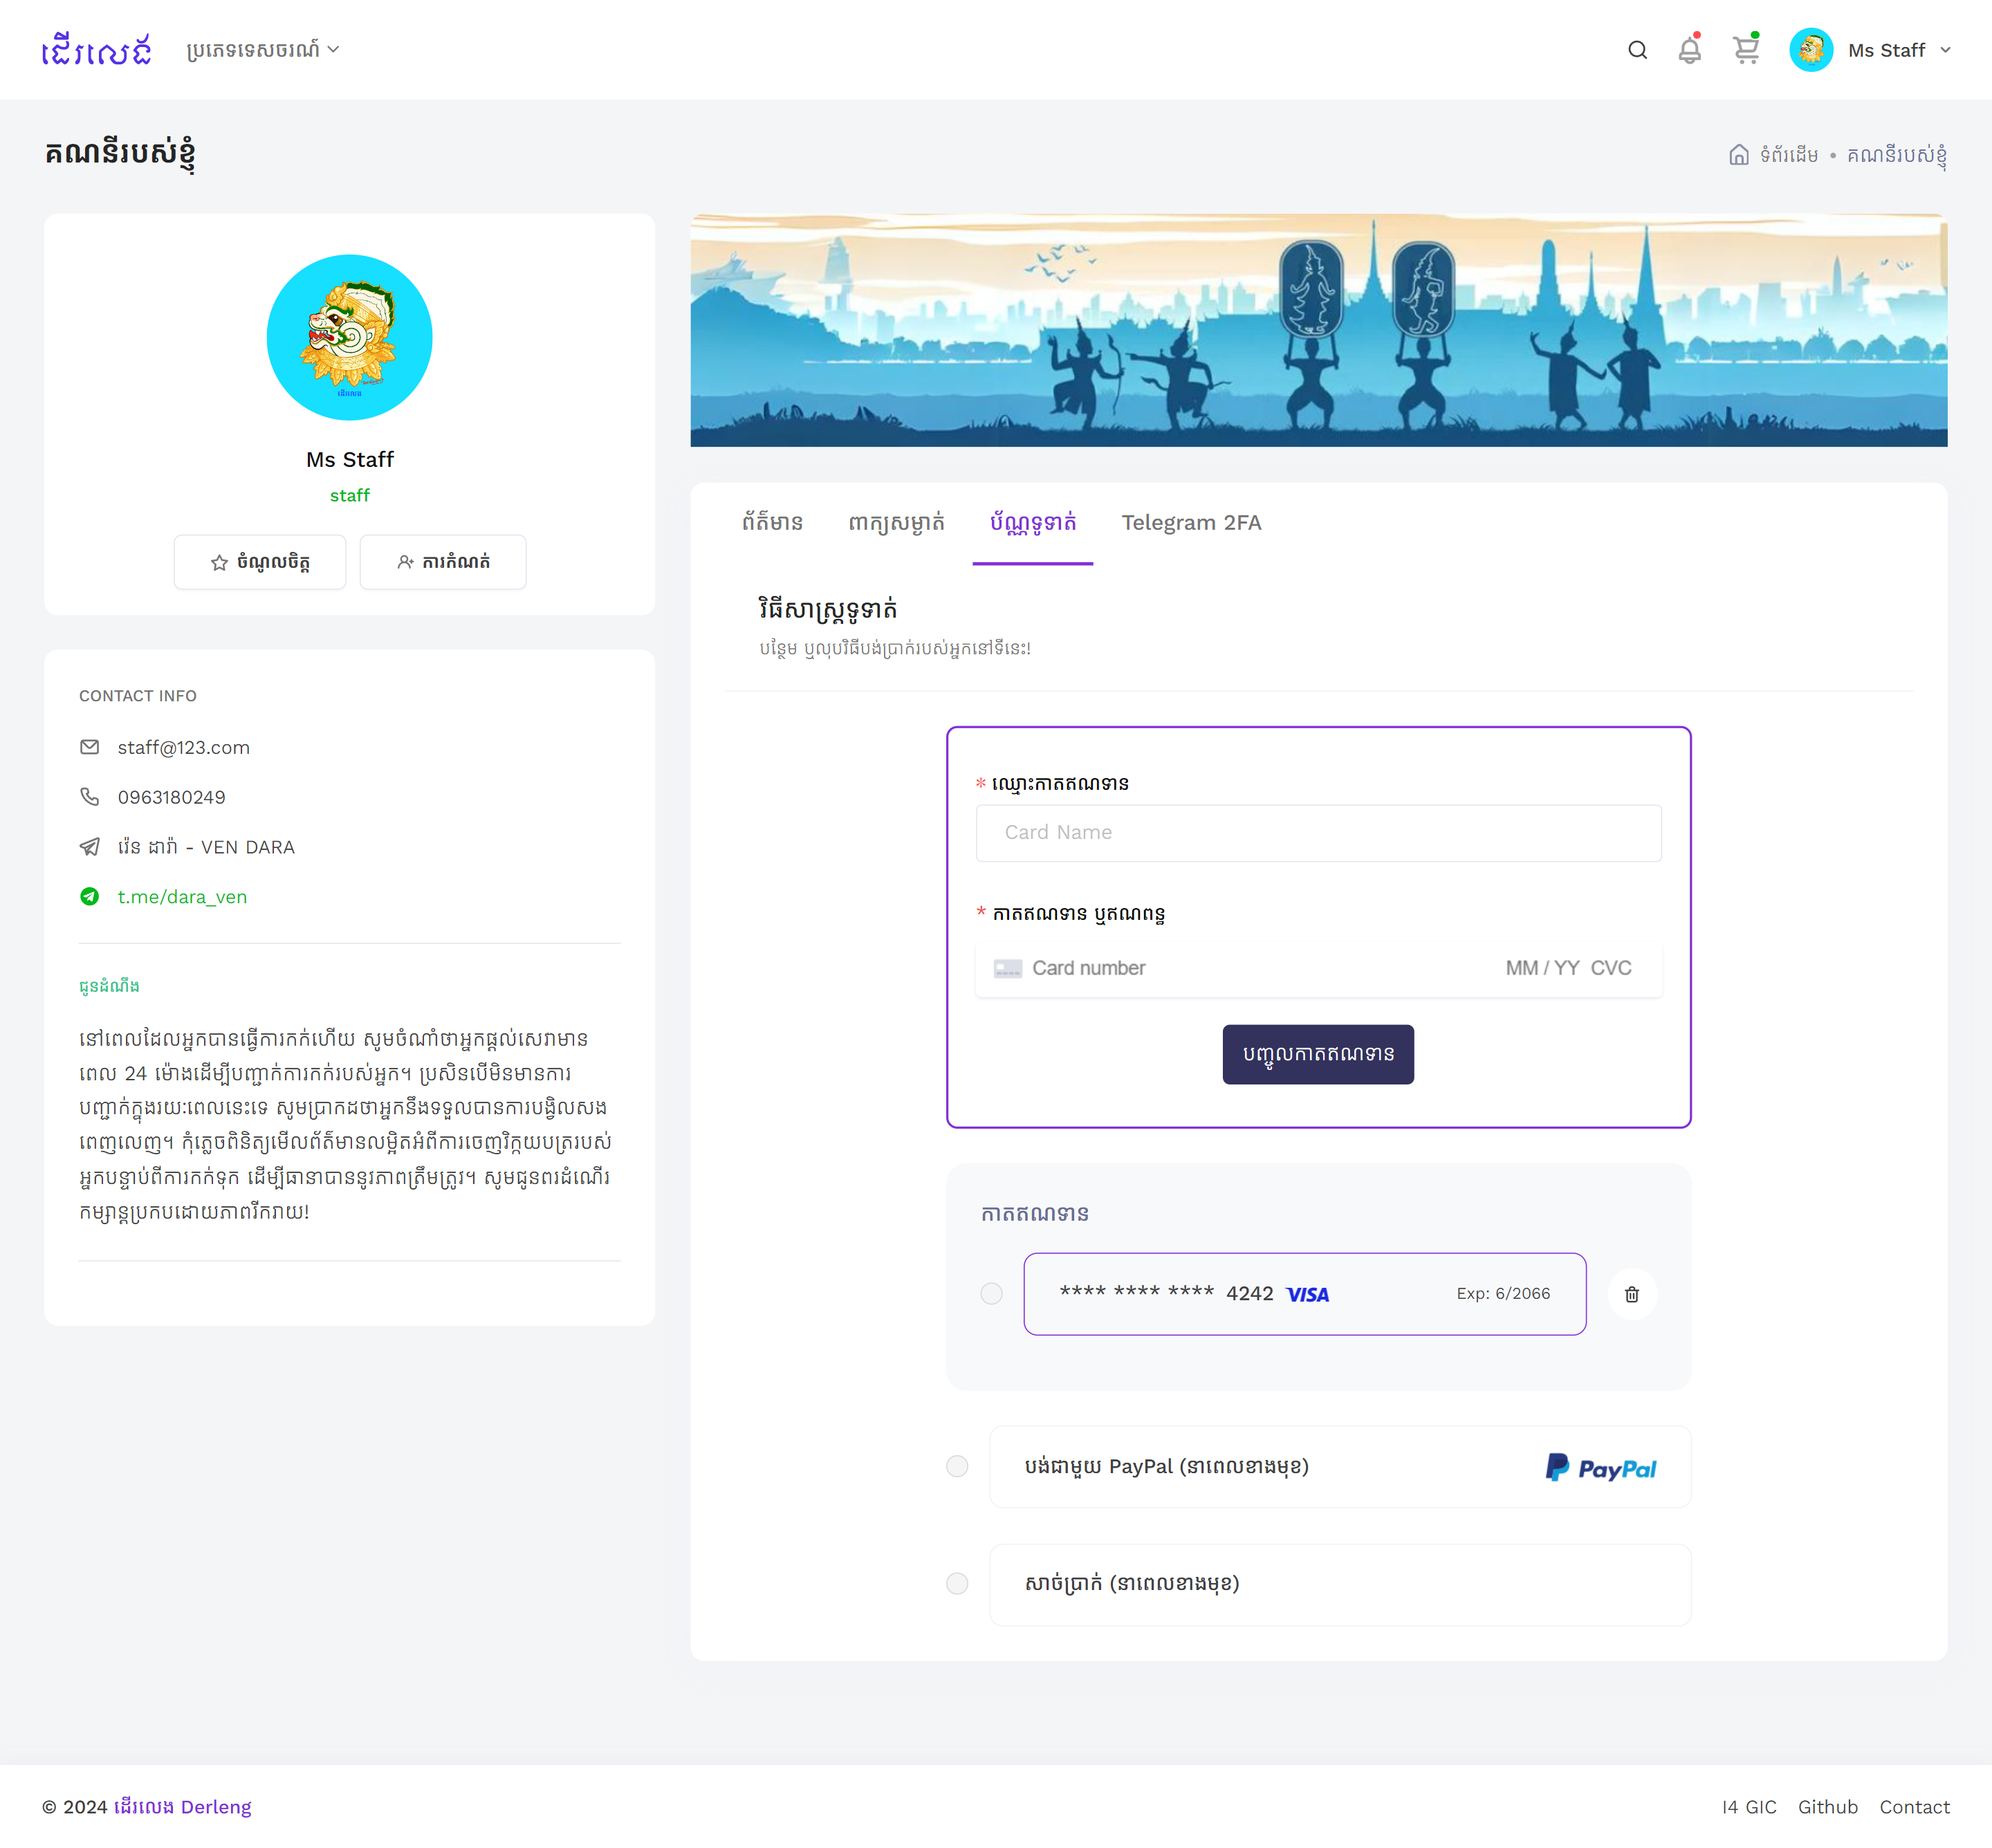 ដើរលេង
ប្រភេទទេសចរណ៍
Ms Staff
គណនីរបស់ខ្ញុំ
ទំព័រដើម • គណនីរបស់ខ្ញុំ
Ms Staff
staff
ចំណូលចិត្ត
ការកំណត់
CONTACT INFO
staff@123.com
0963180249
វ៉េន ដារ៉ា - VEN DARA
t.me/dara_ven
ជូនដំណឹង
នៅពេលដែលអ្នកបានធ្វើការកក់ហើយ សូមចំណាំថាអ្នកផ្តល់សេវាមាន
ពេល 24 ម៉ោងដើម្បីបញ្ជាក់ការកក់របស់អ្នក។ ប្រសិនបើមិនមានការ
បញ្ជាក់ក្នុងរយៈពេលនេះទេ សូមប្រាកដថាអ្នកនឹងទទួលបានការបង្វិលសង
ពេញលេញ។ កុំភ្លេចពិនិត្យមើលព័ត៌មានលម្អិតអំពីការចេញវិក្កយបត្ររបស់
អ្នកបន្ទាប់ពីការកក់ទុក ដើម្បីធានាបាននូវភាពត្រឹមត្រូវ។ សូមជូនពរដំណើរ
កម្សាន្តប្រកបដោយភាពរីករាយ!
ព័ត៌មាន
ពាក្យសម្ងាត់
ប័ណ្ណទូទាត់
Telegram 2FA
វិធីសាស្ត្រទូទាត់
បន្ថែម ឬលុបវិធីបង់ប្រាក់របស់អ្នកនៅទីនេះ!
* ឈ្មោះកាតឥណទាន
Card Name
* កាតឥណទាន ឬឥណពន្ធ
Card number MM / YY CVC
បញ្ចូលកាតឥណទាន
កាតឥណទាន
**** **** **** 4242 VISA Exp: 6/2066
បង់ជាមួយ PayPal (នាពេលខាងមុខ) PayPal
សាច់ប្រាក់ (នាពេលខាងមុខ)
© 2024 ដើរលេង Derleng
I4 GIC Github Contact